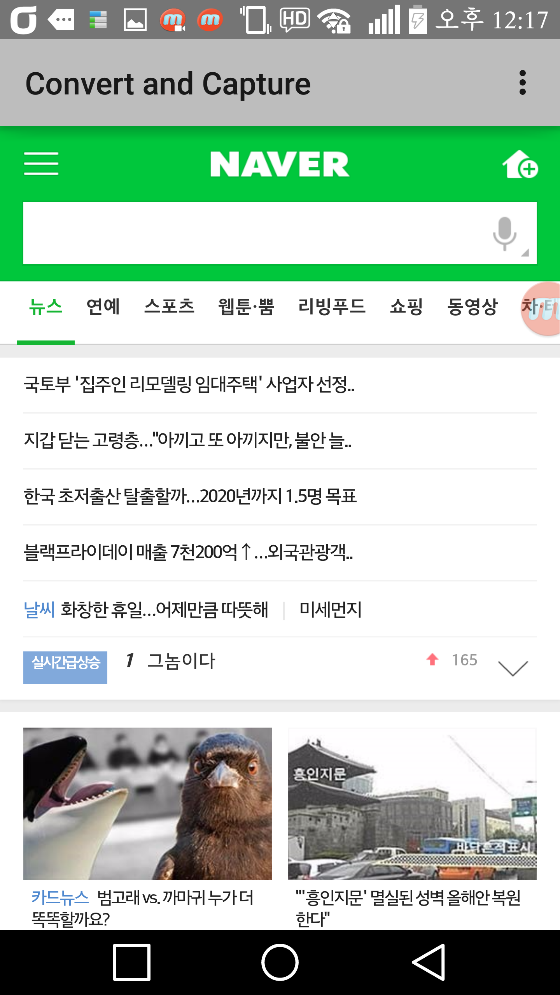 HD
오후 12:17
Convert and Capture
NAVER
뉴스 연예 스포츠 웹툰·뿜 리빙푸드 쇼핑 동영상
국토부 '집주인 리모델링 임대주택' 사업자 선정..
지갑 닫는 고령층…"아끼고 또 아끼지만, 불안 늘..
한국 초저출산 탈출할까…2020년까지 1.5명 목표
블랙프라이데이 매출 7천200억↑…외국관광객..
날씨 화창한 휴일…어제만큼 따뜻해 | 미세먼지
실시간급상승 1 그놈이다 165
흥인지문
바닥흔적표시
카드뉴스 범고래 vs. 까마귀 누가 더
똑똑할까요?
"'흥인지문' 멸실된 성벽 올해안 복원
한다"